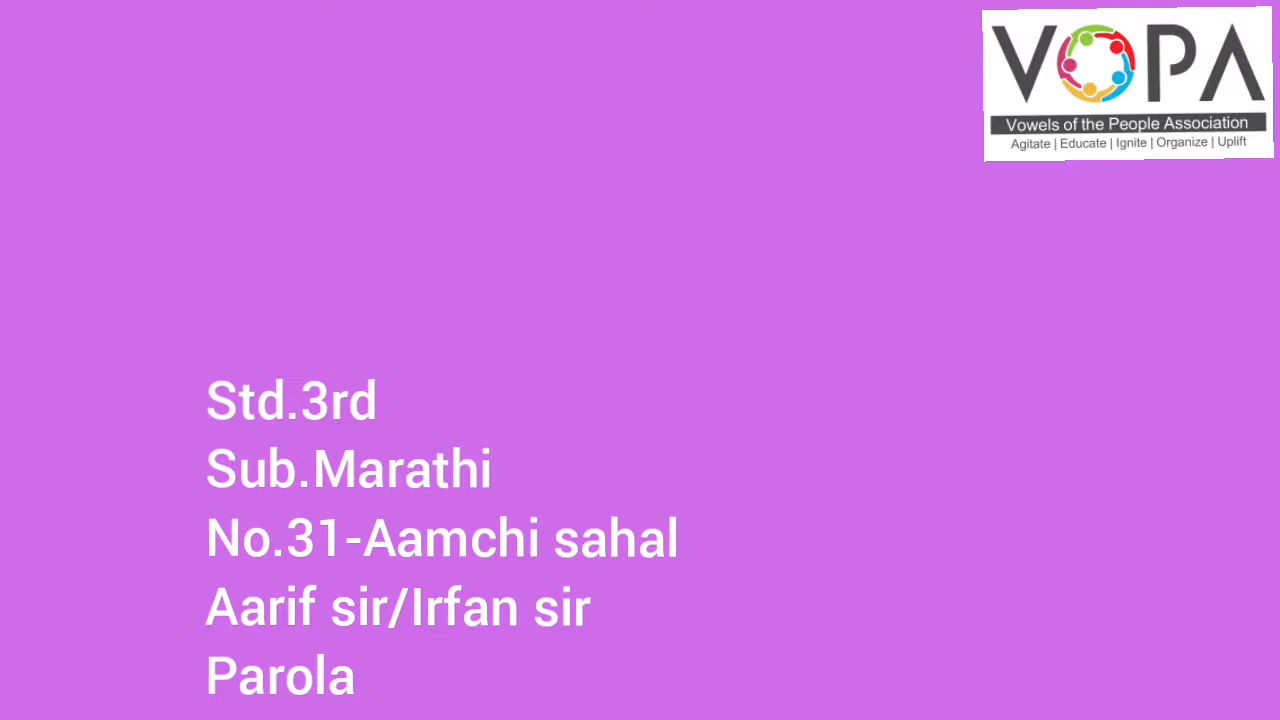 VOPA
Vowels of the People Association
Agitate | Educate | Ignite | Organize | Uplift
Std.3rd
Sub.Marathi
No.31-Aamchi sahal
Aarif sir/Irfan sir
Parola